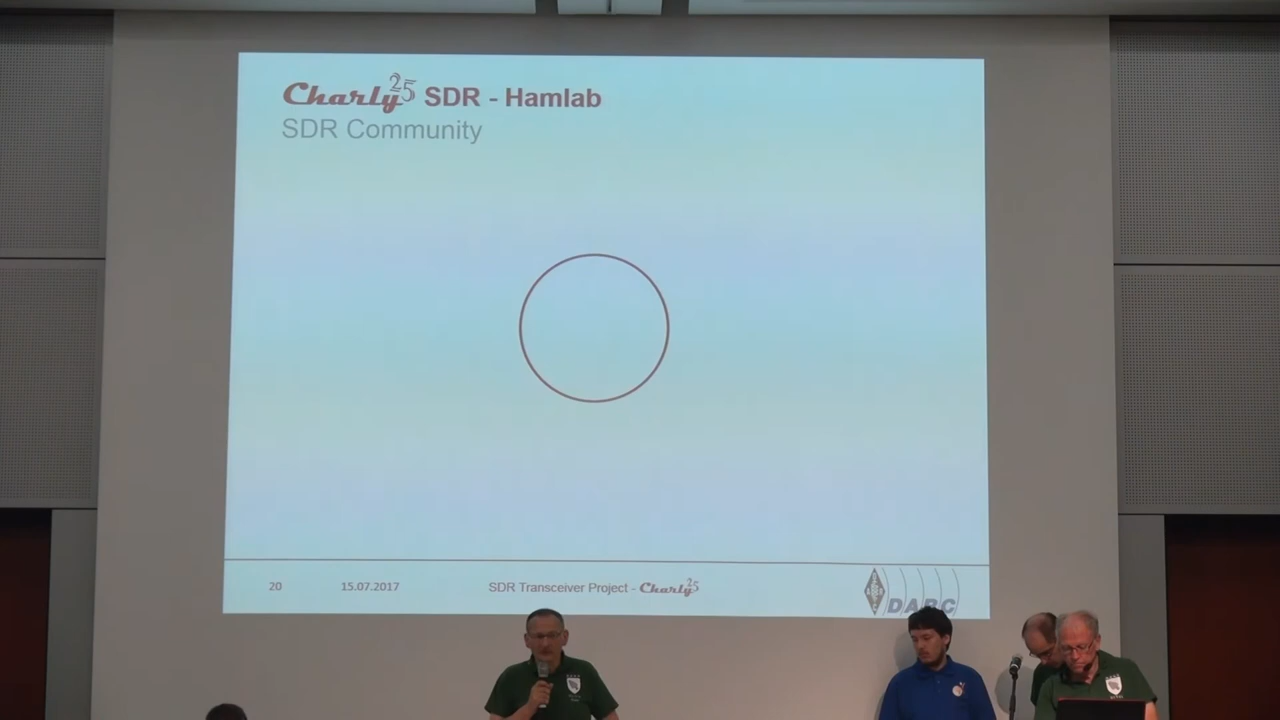 Charly25 SDR - Hamlab
SDR Community
20 15.07.2017 SDR Transceiver Project - Charly25
DARC